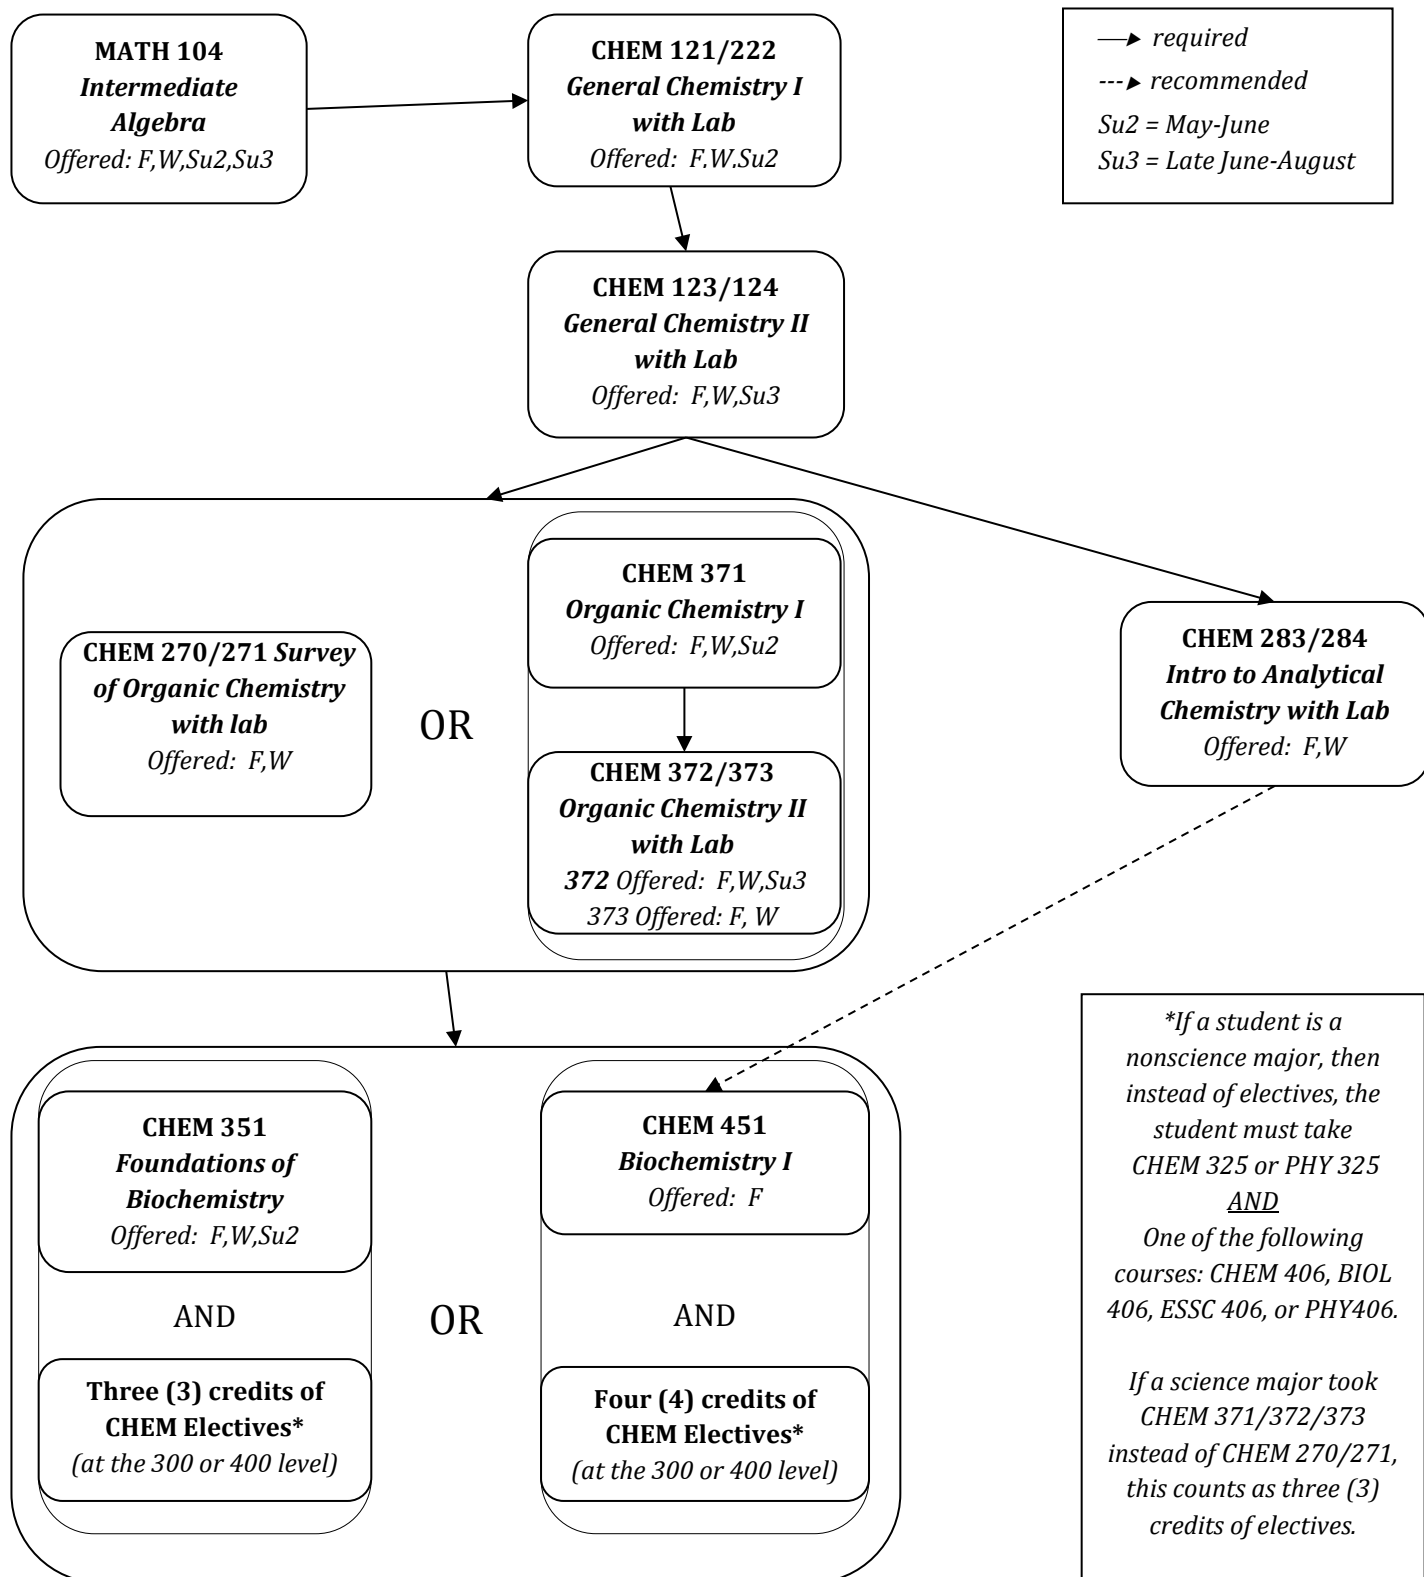 MATH 104
Intermediate
Algebra
Offered: F,W,Su2,Su3
CHEM 121/222
General Chemistry I
with Lab
Offered: F,W,Su2
required
recommended
Su2 = May-June
Su3 = Late June-August
CHEM 123/124
General Chemistry II
with Lab
Offered: F,W,Su3
CHEM 270/271 Survey
of Organic Chemistry
with lab
Offered: F,W
OR
CHEM 371
Organic Chemistry I
Offered: F,W,Su2
CHEM 372/373
Organic Chemistry II
with Lab
372 Offered: F,W,Su3
373 Offered: F, W
CHEM 283/284
Intro to Analytical
Chemistry with Lab
Offered: F,W
CHEM 351
Foundations of
Biochemistry
Offered: F,W,Su2
AND
Three (3) credits of
CHEM Electives*
(at the 300 or 400 level)
OR
CHEM 451
Biochemistry I
Offered: F
AND
Four (4) credits of
CHEM Electives*
(at the 300 or 400 level)
*If a student is a
nonscience major, then
instead of electives, the
student must take
CHEM 325 or PHY 325
AND
One of the following
courses: CHEM 406, BIOL
406, ESSC 406, or PHY406.
If a science major took
CHEM 371/372/373
instead of CHEM 270/271,
this counts as three (3)
credits of electives.